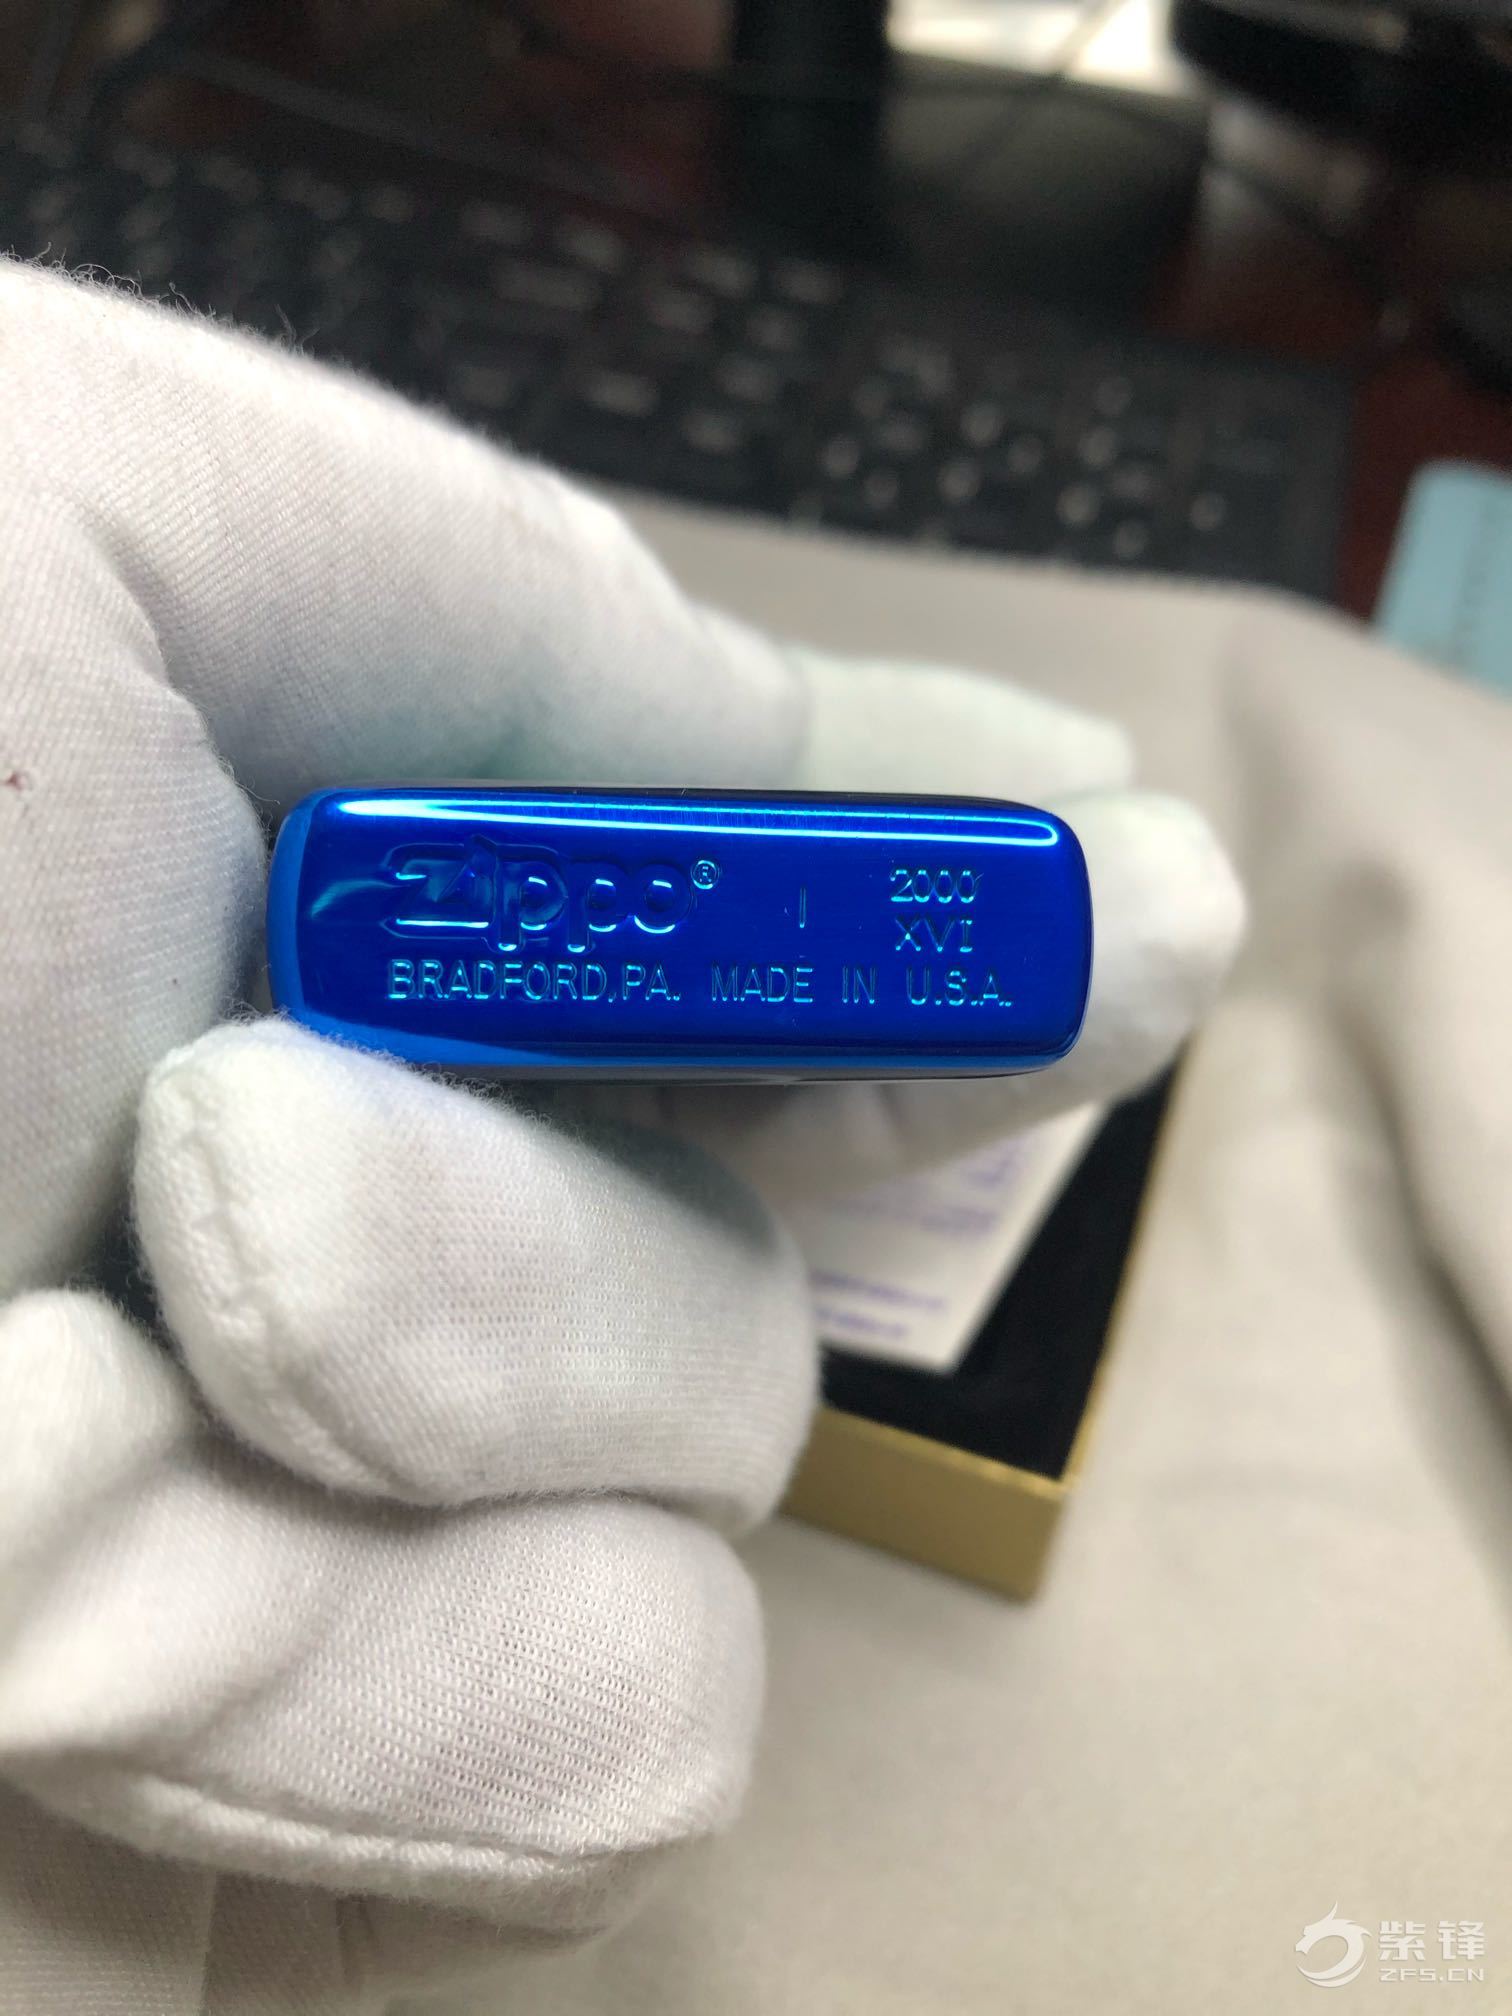 Zippo® | 2000
XVI
BRADFORD, PA. MADE IN U.S.A.
紫锋
ZFS.CN